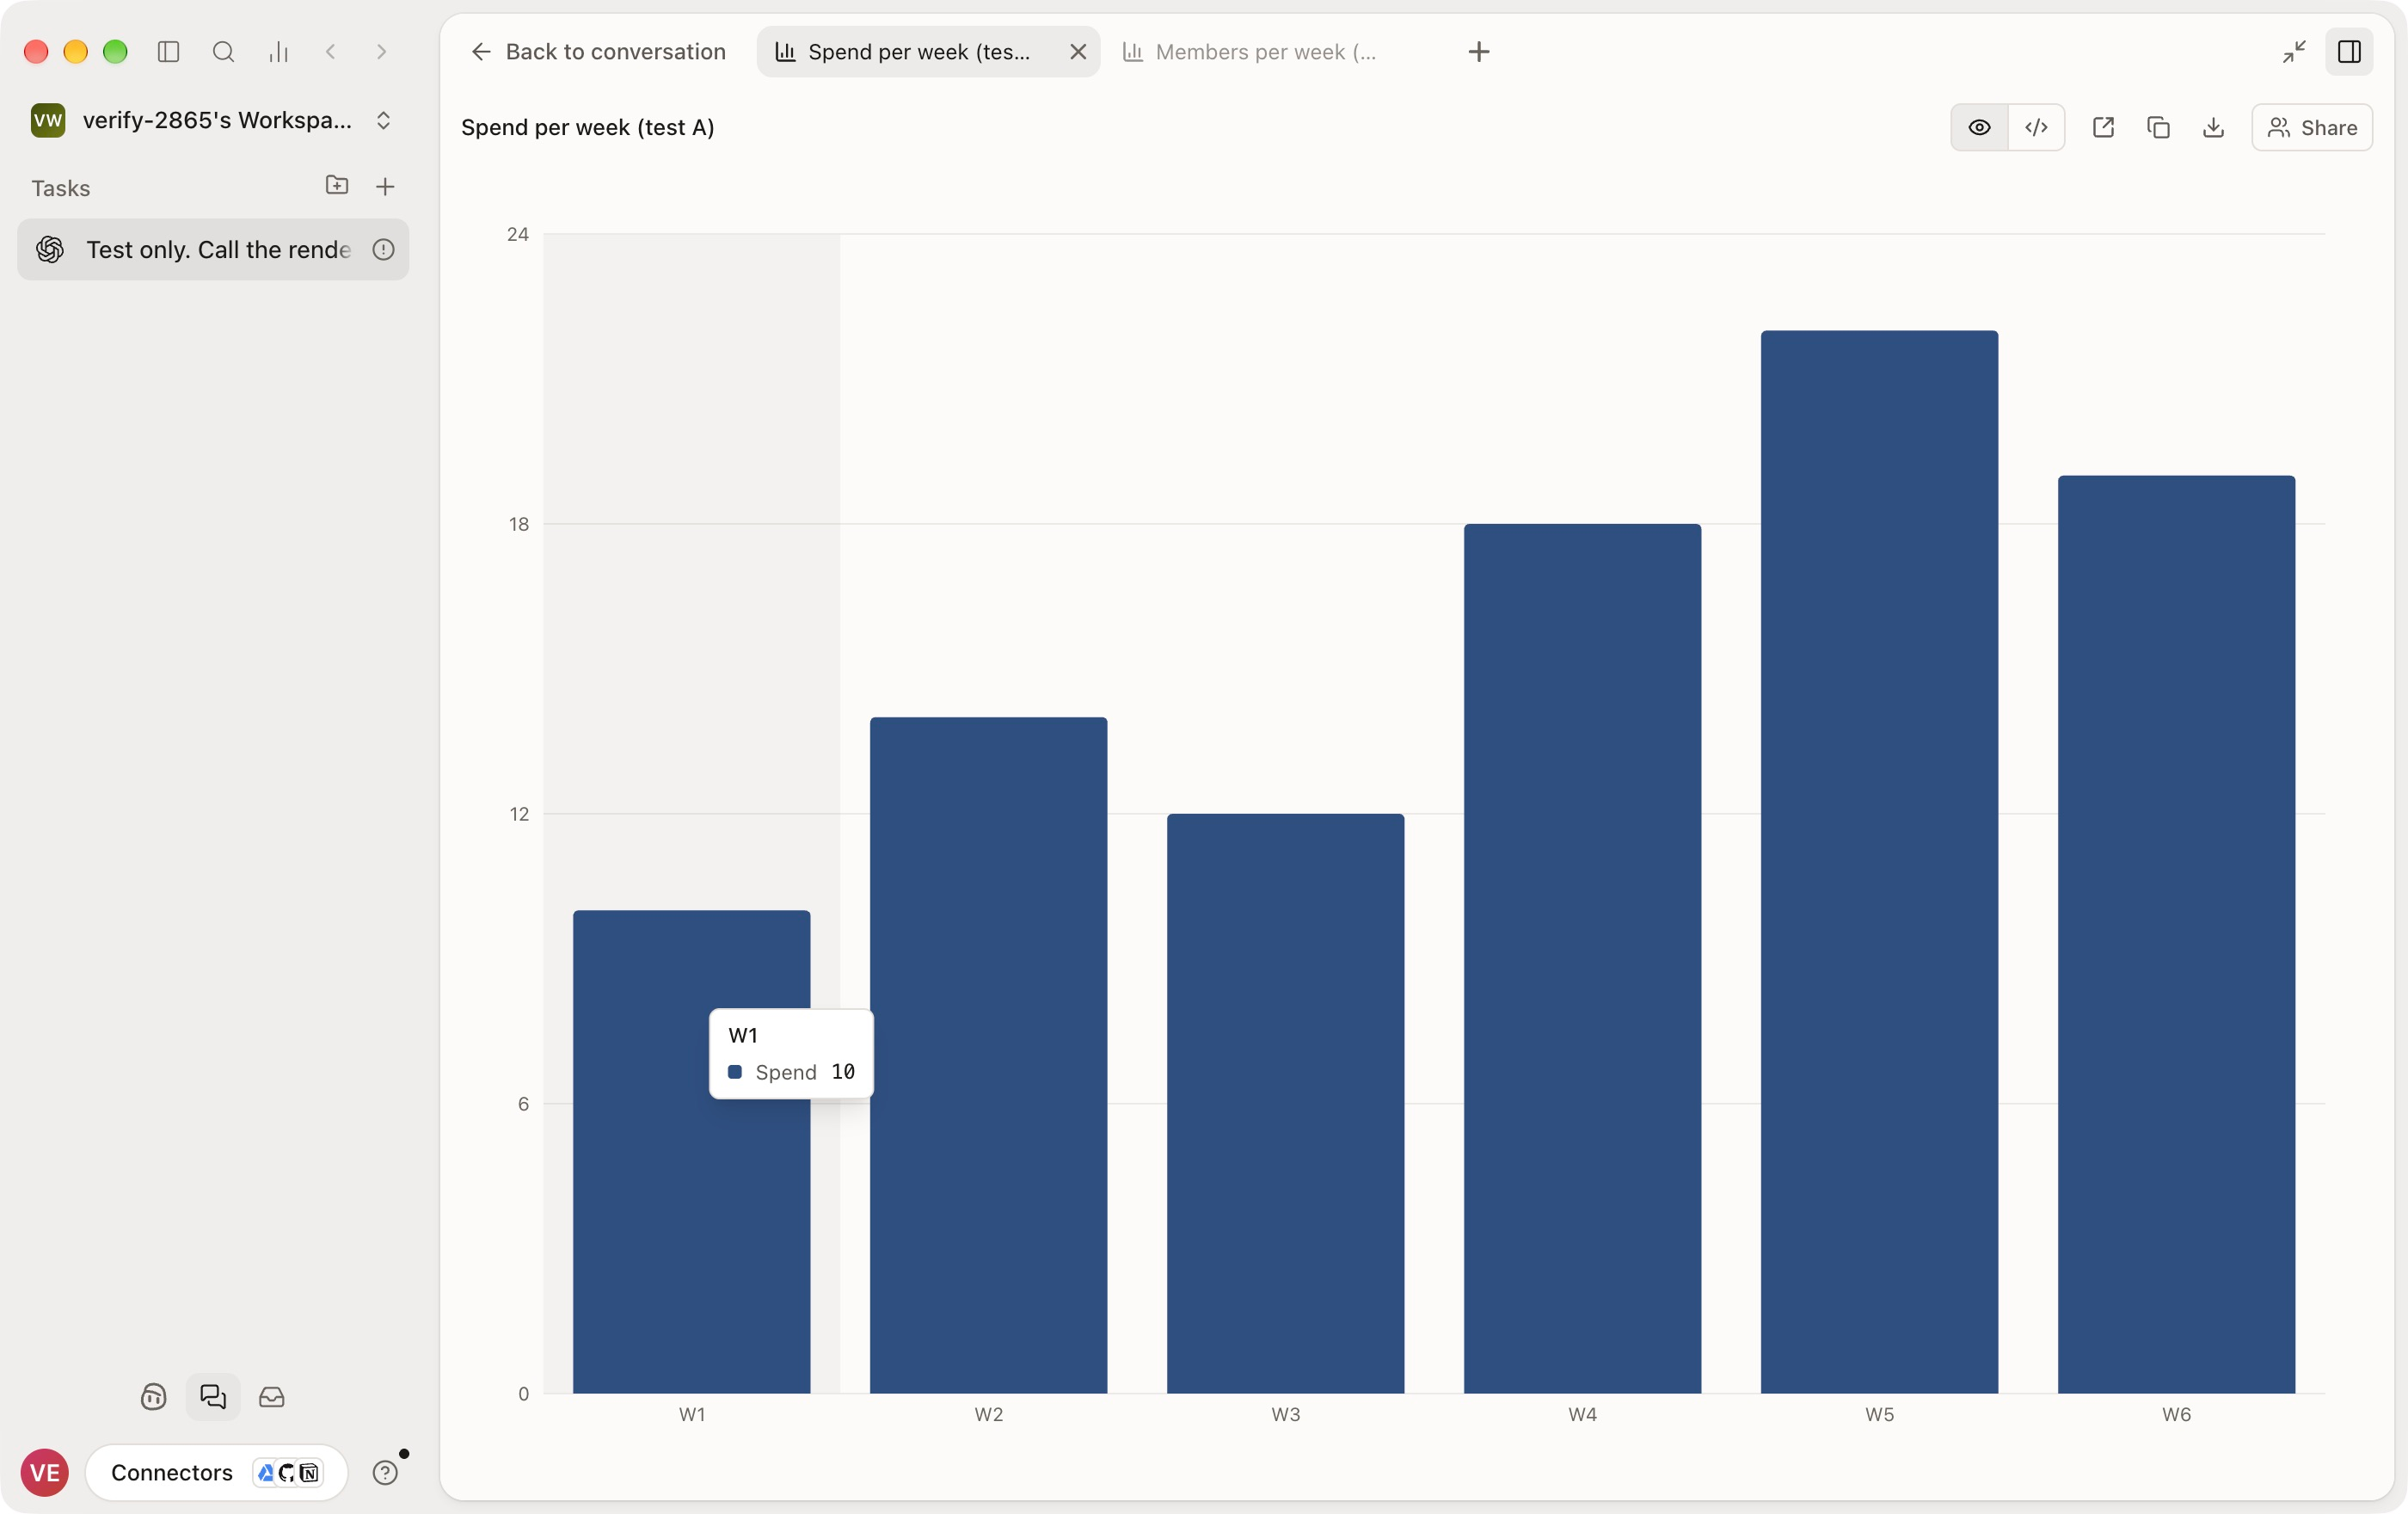 Back to conversation
Spend per week (tes...
Members per week (...
VW
verify-2865's Workspa...
Tasks
Test only. Call the rende
Spend per week (test A)
Share
24
18
12
6
0
W1
Spend 10
W1
W2
W3
W4
W5
W6
VE
Connectors